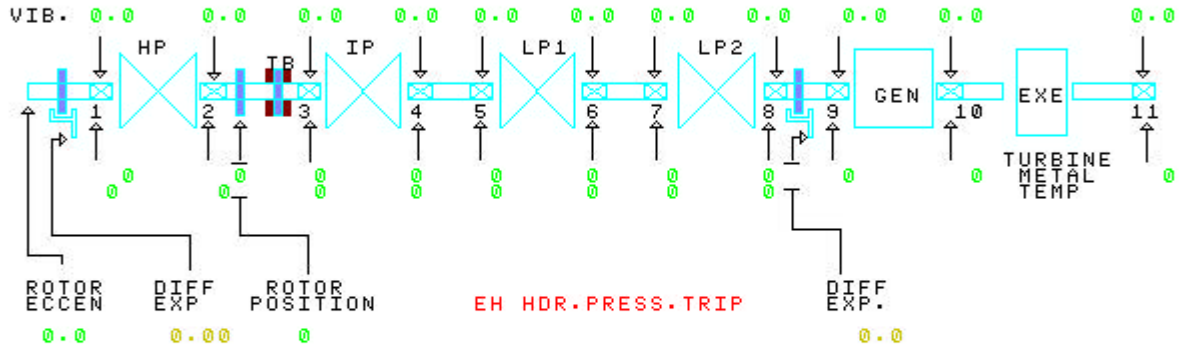 VIB. 0.0 0.0 0.0 0.0 0.0 0.0 0.0 0.0 0.0 0.0 0.0
HP TB IP LP1 LP2
GEN EXE
1 2 3 4 5 6 7 8 9 10 11
TURBINE
METAL
TEMP
0 0 0 0 0 0 0 0 0 0 0
0 0 0 0 0 0 0 0
ROTOR DIFF ROTOR DIFF
ECCEN EXP POSITION EH HDR.PRESS.TRIP EXP.
0.0 0.00 0 0.0